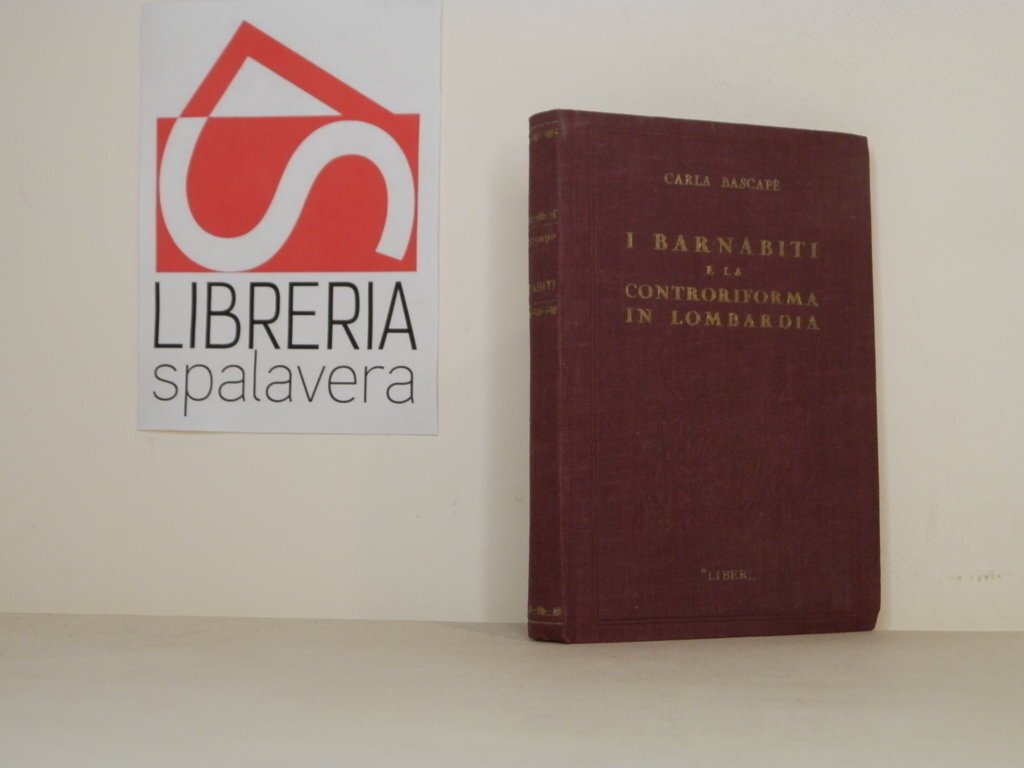 LIBRERIA
spalavera
CARLA BASCAPÈ
I BARNABITI
E LA
CONTRORIFORMA
IN LOMBARDIA
"LIBER„